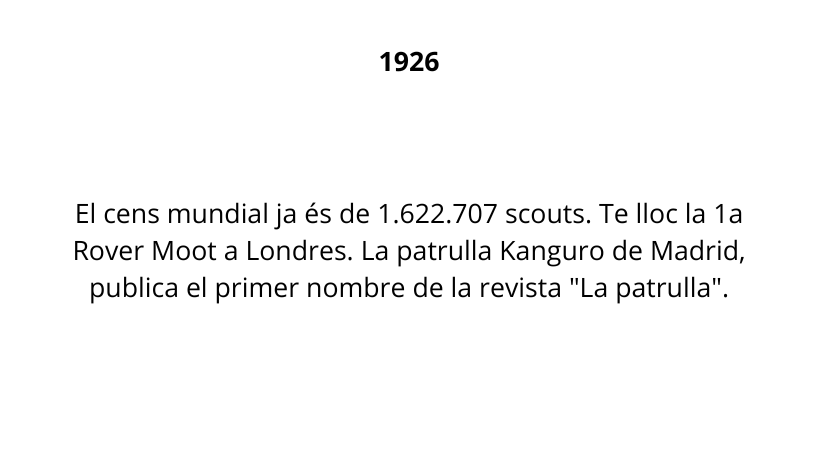 1926
El cens mundial ja és de 1.622.707 scouts. Te lloc la 1a
Rover Moot a Londres. La patrulla Kanguro de Madrid,
publica el primer nombre de la revista "La patrulla".